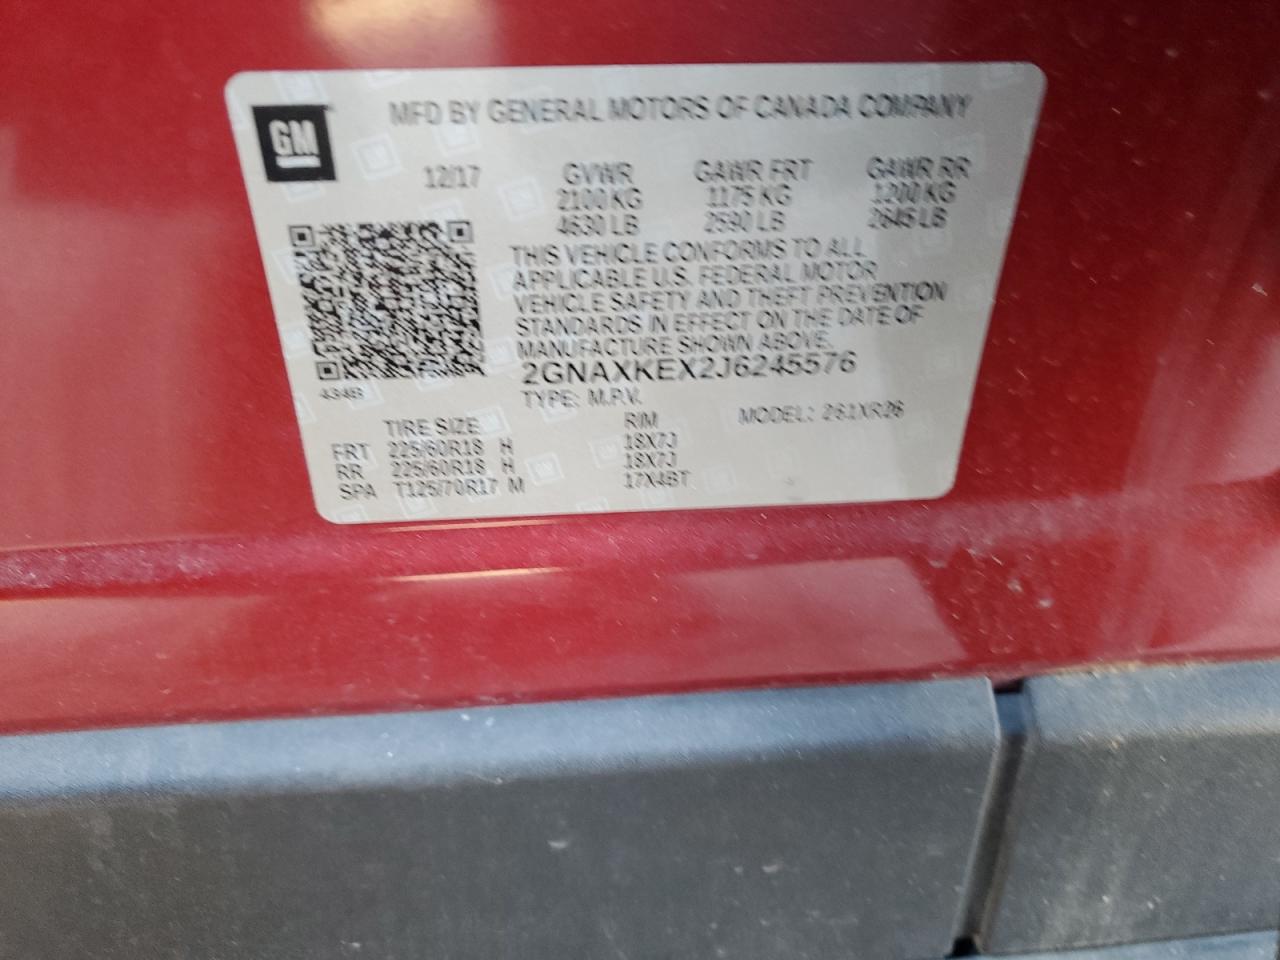 GM
MFD BY GENERAL MOTORS OF CANADA COMPANY
12/17 GVWR GAWR FRT GAWR RR
2100 KG 1175 KG 1200 KG
4630 LB 2590 LB 2645 LB
THIS VEHICLE CONFORMS TO ALL
APPLICABLE U.S. FEDERAL MOTOR
VEHICLE SAFETY AND THEFT PREVENTION
STANDARDS IN EFFECT ON THE DATE OF
MANUFACTURE SHOWN ABOVE.
2GNAXKEX2J6245576
434B
TYPE: M.P.V. MODEL: 261XR26
TIRE SIZE RIM
FRT 225/60R18 H 18X7J
RR 225/60R18 H 18X7J
SPA T125/70R17 M 17X4BT